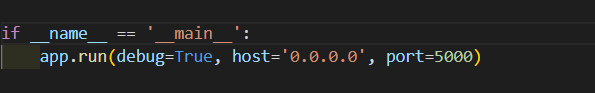 if __name__ == '__main__':
    app.run(debug=True, host='0.0.0.0', port=5000)